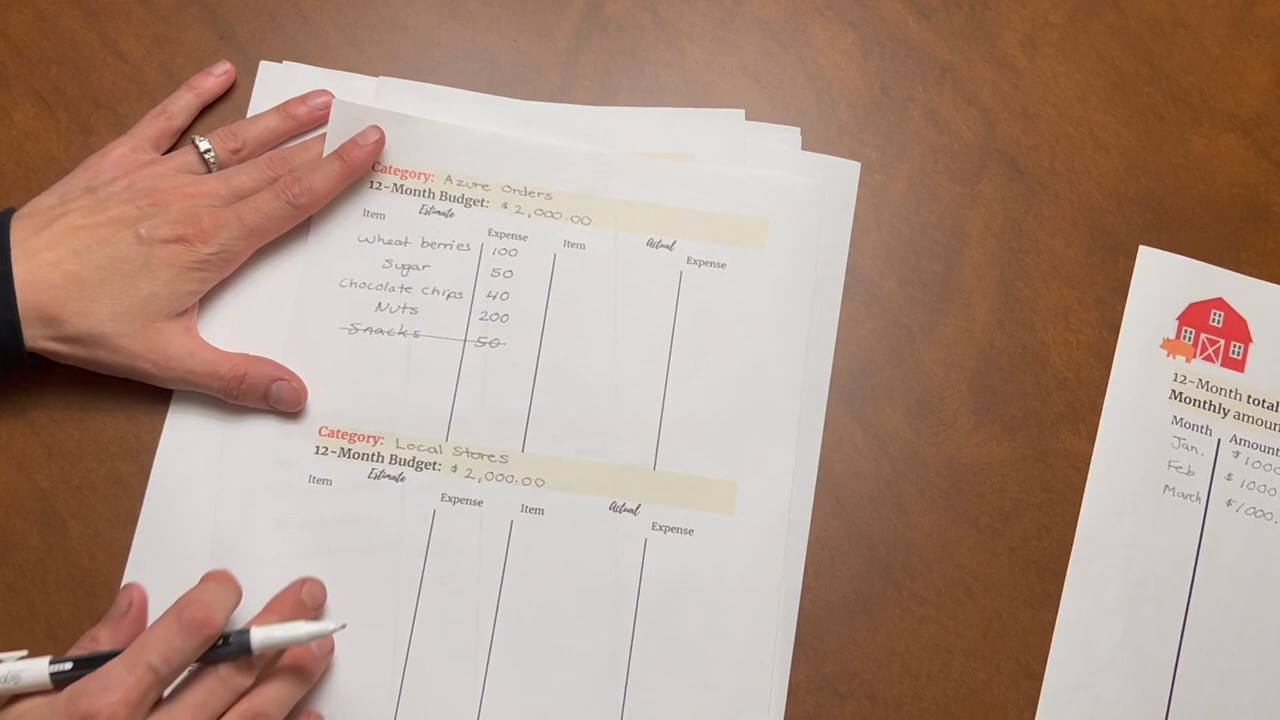 Category: Azure Orders
12-Month Budget: $2,000.00
Estimate
Actual
Item Expense Item Expense
Wheat berries 100
Sugar 50
Chocolate Chips 40
Nuts 200
Snacks 50
Category: Local Stores
12-Month Budget: $2,000.00
Estimate
Actual
Item Expense Item Expense
12-Month total
Monthly amoun
Month Amount
Jan. $1000
Feb $1000
March $1000.